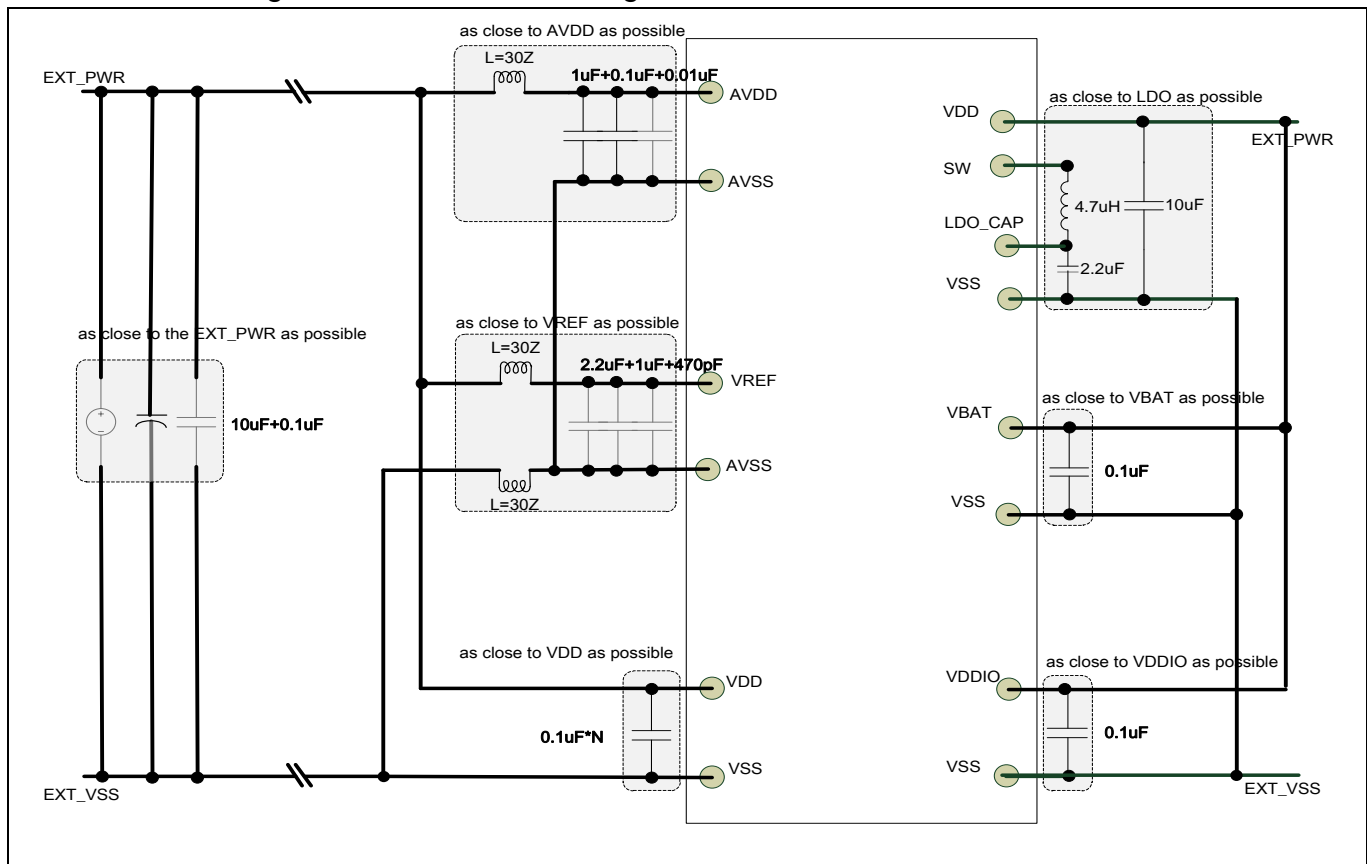 as close to AVDD as possible
L=30Z
EXT_PWR
1uF+0.1uF+0.01uF
AVDD
AVSS
as close to LDO as possible
VDD
EXT_PWR
SW
4.7uH
10uF
LDO_CAP
2.2uF
VSS
as close to the EXT_PWR as possible
10uF+0.1uF
as close to VREF as possible
L=30Z
2.2uF+1uF+470pF
VREF
AVSS
L=30Z
as close to VBAT as possible
VBAT
0.1uF
VSS
as close to VDD as possible
VDD
0.1uF*N
VSS
as close to VDDIO as possible
VDDIO
0.1uF
VSS
EXT_VSS
EXT_VSS